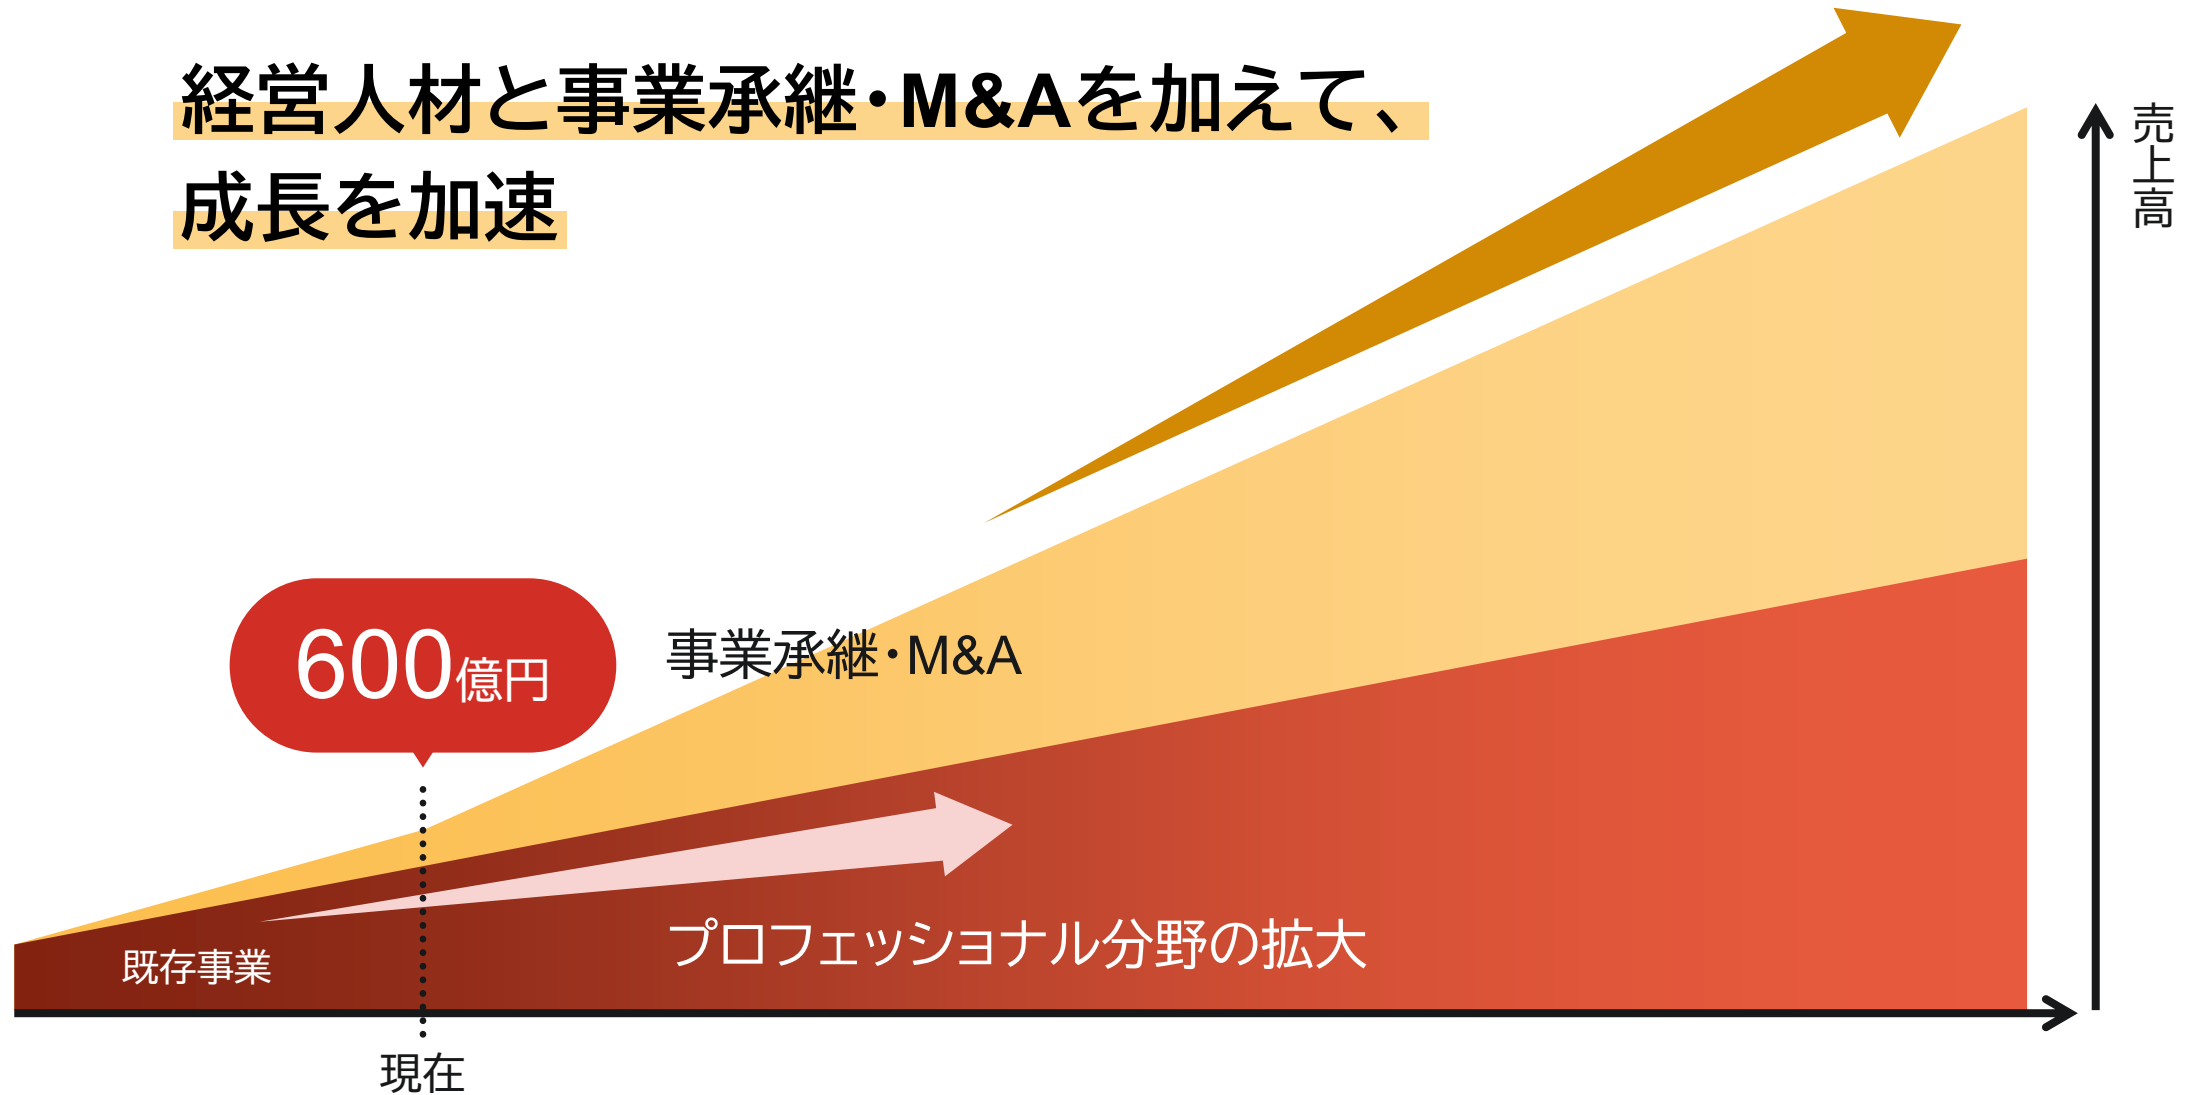 経営人材と事業承継・M&Aを加えて、
成長を加速
売上高
600億円
事業承継・M&A
プロフェッショナル分野の拡大
既存事業
現在